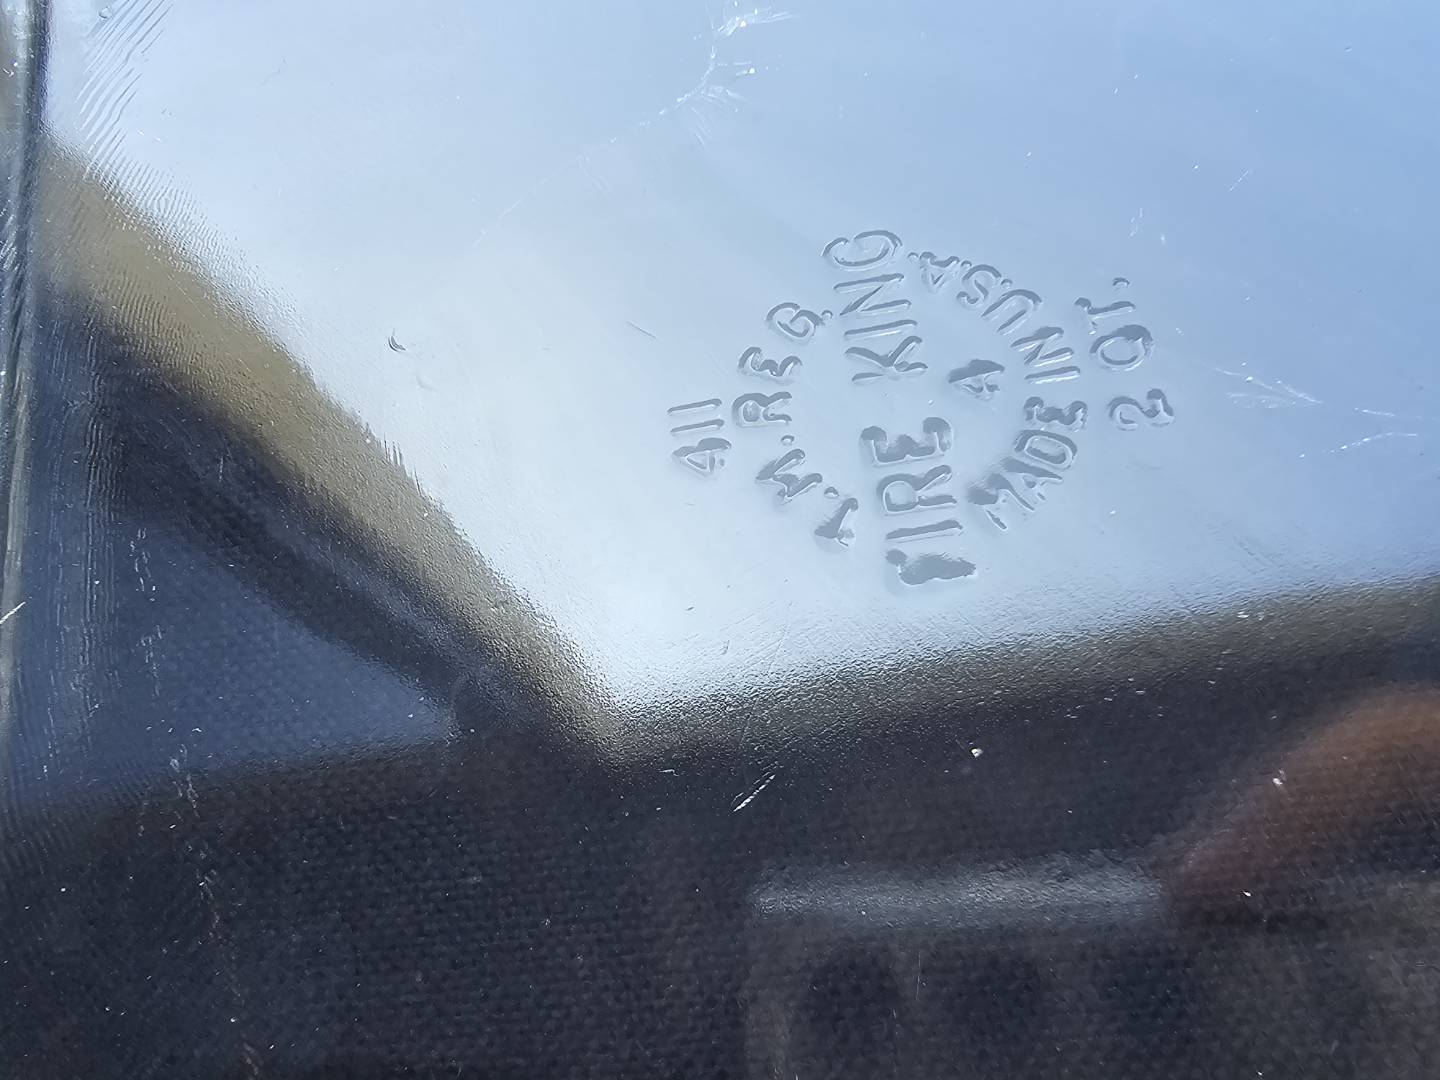 411
T.M. REG.
FIRE KING
A
MADE IN U.S.A.
2 QT.